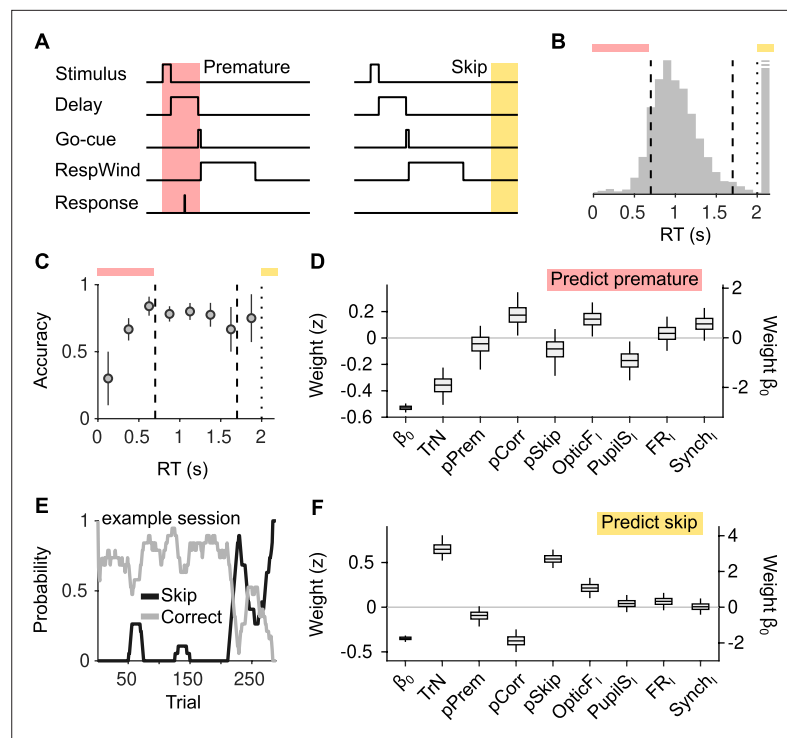 A
Stimulus
Delay
Go-cue
RespWind
Response
Premature
Skip
B
0 0.5 1 1.5 2
RT (s)
C
1
0.5
0
Accuracy
0 0.5 1 1.5 2
RT (s)
D
Predict premature
0.2
0
-0.2
-0.4
-0.6
Weight (z)
2
0
-2
Weight β0
β0 TrN pPrem pCorr pSkip OpticFI PupilSI FRI SynchI
E
example session
1
0.5
0
Probability
Skip
Correct
50 150 250
Trial
F
Predict skip
0.5
0
-0.5
Weight (z)
4
2
0
-2
Weight β0
β0 TrN pPrem pCorr pSkip OpticFI PupilSI FRI SynchI